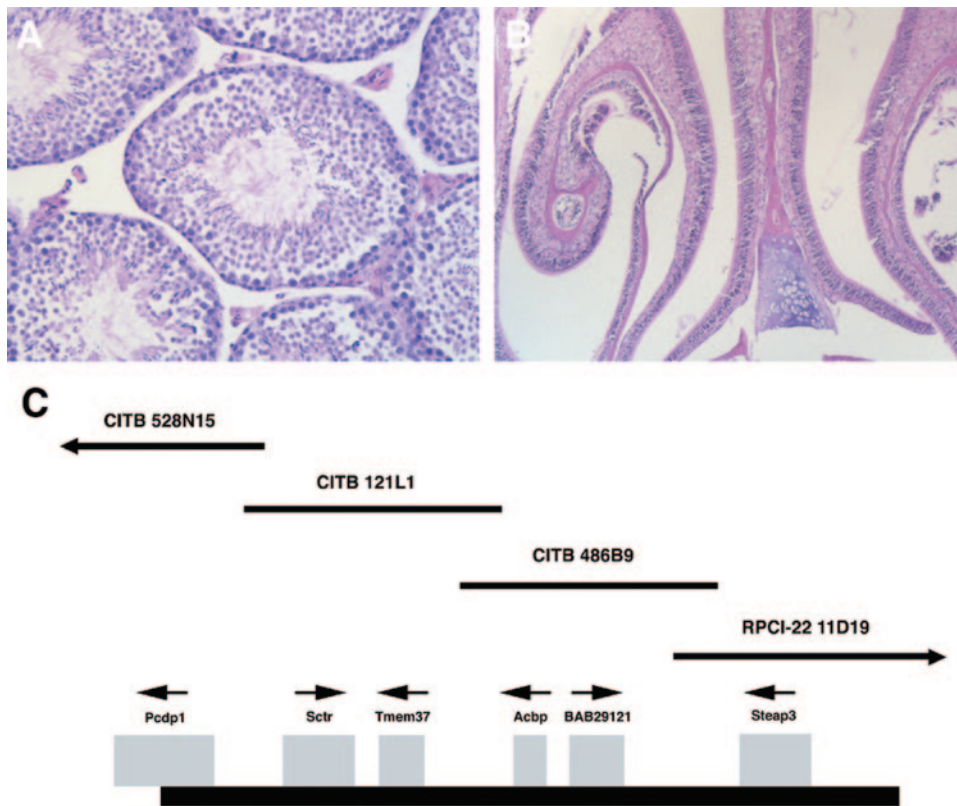 A
B
C
CITB 528N15
CITB 121L1
CITB 486B9
RPCI-22 11D19
Pcdp1 Sctr Tmem37 Acbp BAB29121 Steap3